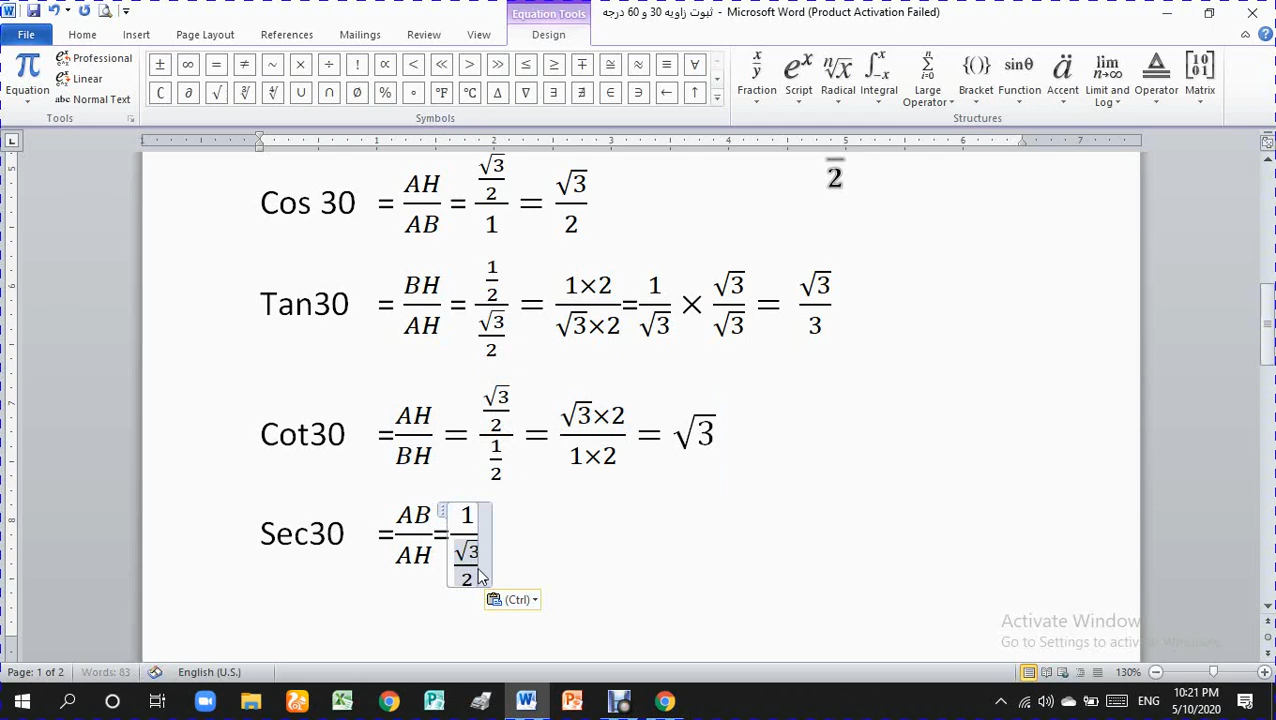 Equation Tools
ثبوت زاویه 30 و 60 درجه - Microsoft Word (Product Activation Failed)
File Home Insert Page Layout References Mailings Review View Design
π Equation
Professional
Linear
abc Normal Text
Tools
± ∞ = ≠ ~ × ÷ ! ∝ < ≪ > ≫ ≤ ≥ ∓ ≅ ≈ ≡ ∀
∁ ∂ √ ∛ ∜ ∪ ∩ ∅ % ° °F °C ∆ ∇ ∃ ∄ ∈ ∋ ← ↑
Symbols
Fraction Script Radical Integral Large Operator Bracket Function Accent Limit and Log Operator Matrix
Structures
2
Cos 30 = AH/AB = (√3/2)/1 = √3/2
Tan30 = BH/AH = (1/2)/(√3/2) = (1×2)/(√3×2)=1/√3 × √3/√3 = √3/3
Cot30 =AH/BH = (√3/2)/(1/2) = (√3×2)/(1×2) = √3
Sec30 =AB/AH=1/(√3/2)
(Ctrl)
Activate Window
Go to Settings to activate Windows.
Page: 1 of 2 Words: 83 English (U.S.) 130%
ENG
10:21 PM
5/10/2020